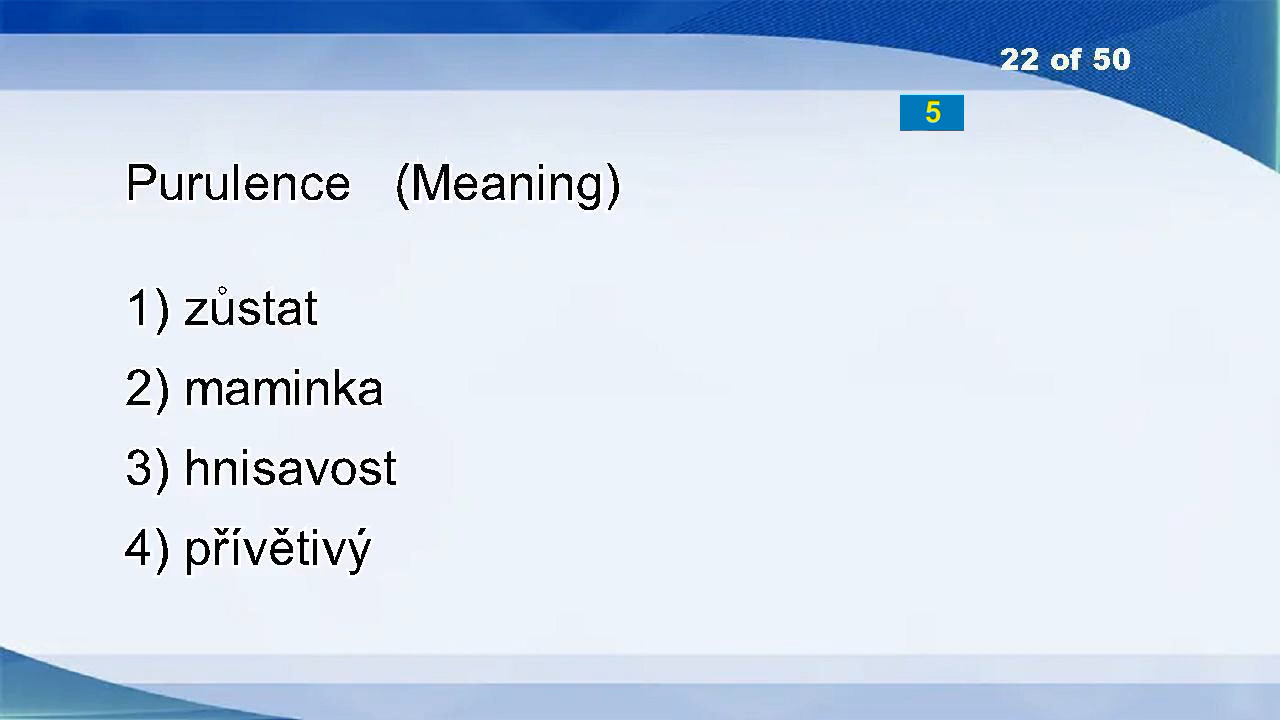 22 of 50
5
Purulence (Meaning)
1) zůstat
2) maminka
3) hnisavost
4) přívětivý